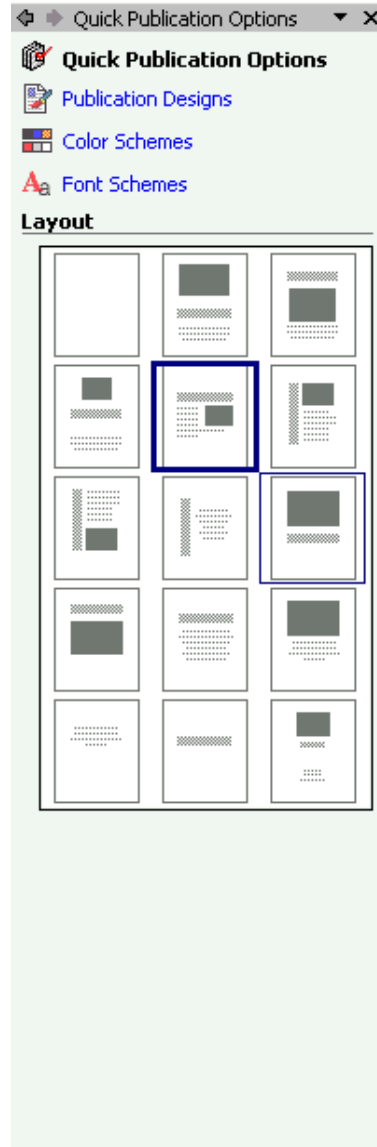 Quick Publication Options
Quick Publication Options
Publication Designs
Color Schemes
Font Schemes
Layout